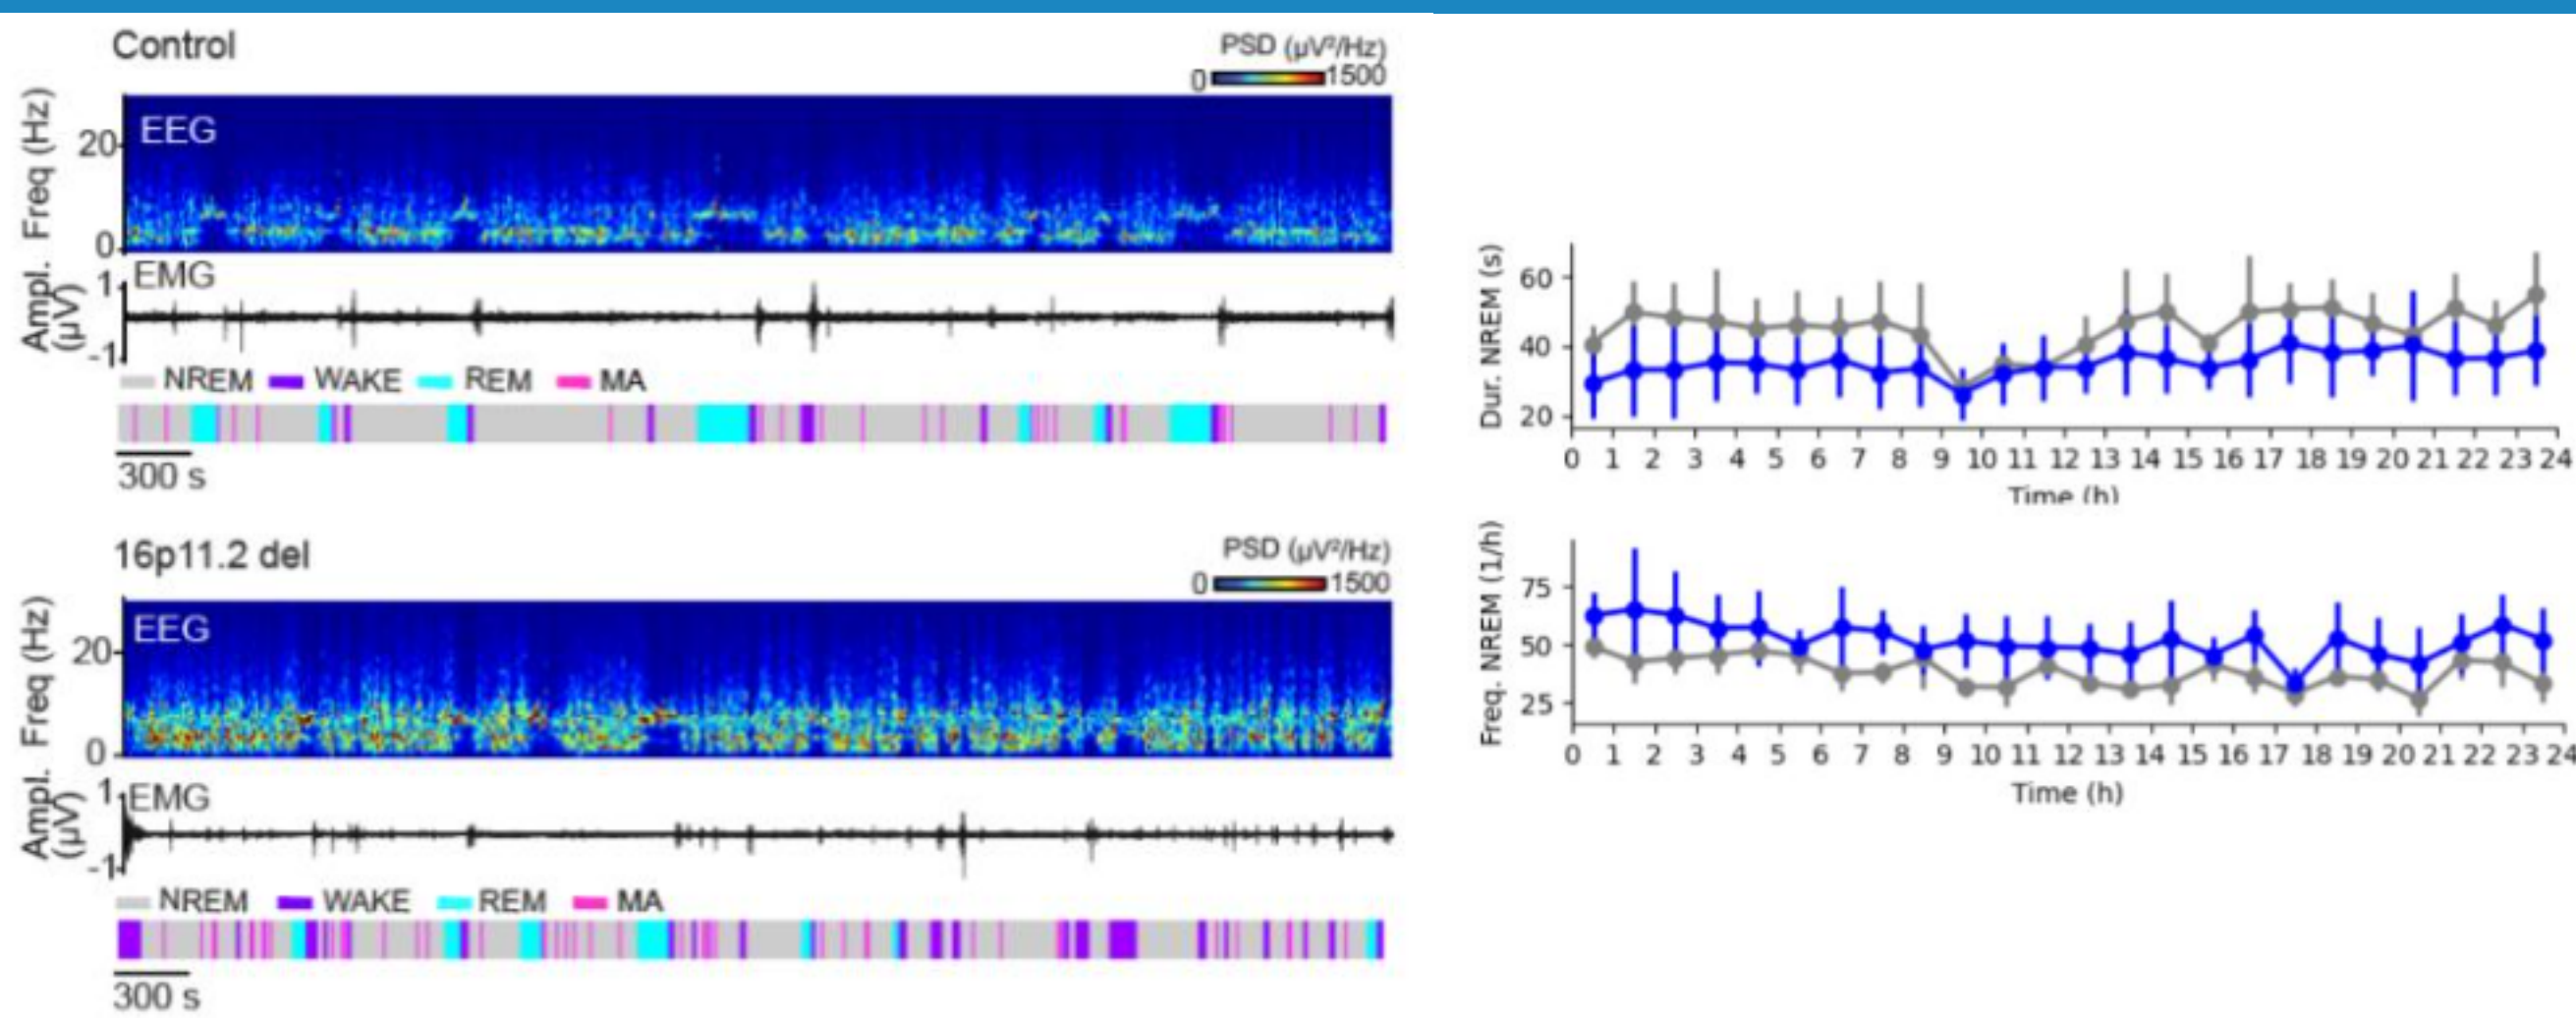 Control
PSD (µV²/Hz)
0 1500
Freq (Hz)
20
0
EEG
Ampl. (µV)
1
-1
EMG
NREM WAKE REM MA
300 s
16p11.2 del
PSD (µV²/Hz)
0 1500
Freq (Hz)
20
0
EEG
Ampl. (µV)
1
-1
EMG
NREM WAKE REM MA
300 s
Dur. NREM (s)
60
40
20
0 1 2 3 4 5 6 7 8 9 10 11 12 13 14 15 16 17 18 19 20 21 22 23 24
Time (h)
Freq. NREM (1/h)
75
50
25
0 1 2 3 4 5 6 7 8 9 10 11 12 13 14 15 16 17 18 19 20 21 22 23 24
Time (h)